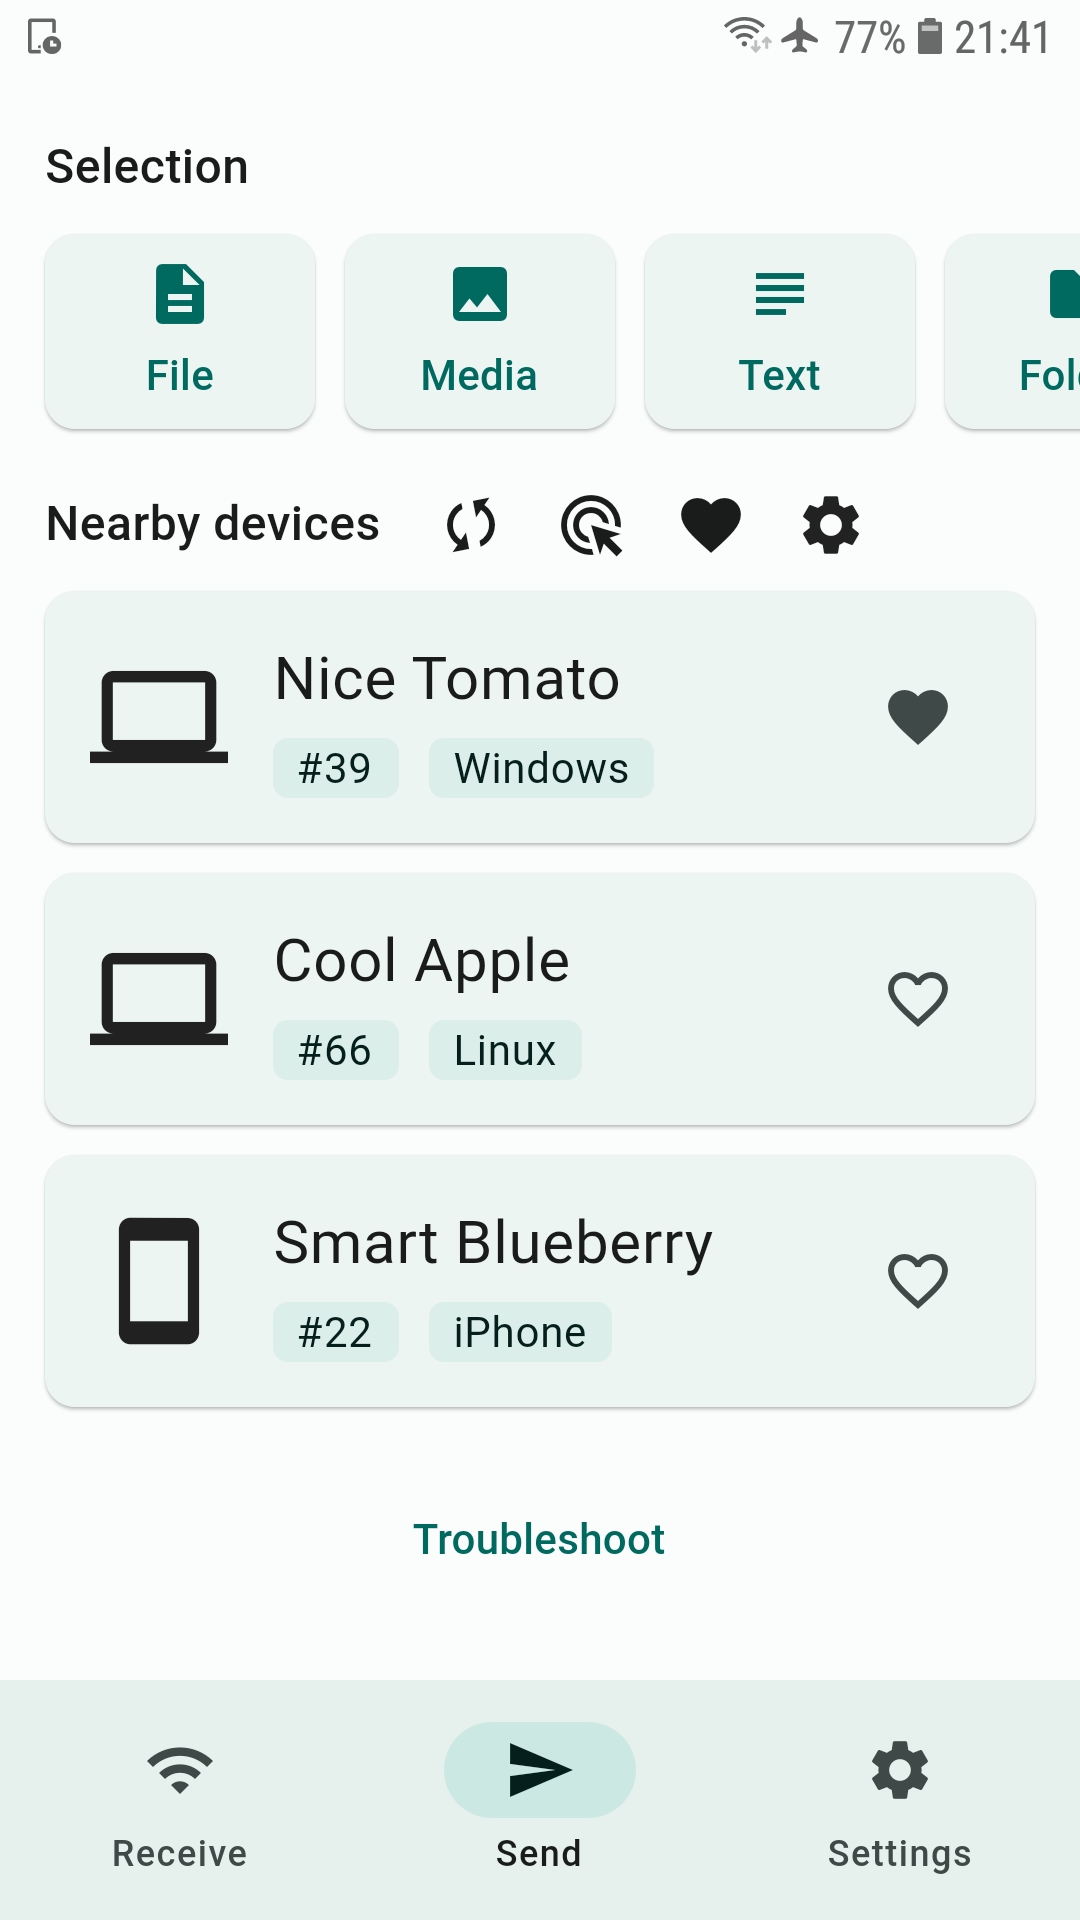 77% 21:41
Selection
File Media Text Fol
Nearby devices
Nice Tomato
#39 Windows
Cool Apple
#66 Linux
Smart Blueberry
#22 iPhone
Troubleshoot
Receive Send Settings